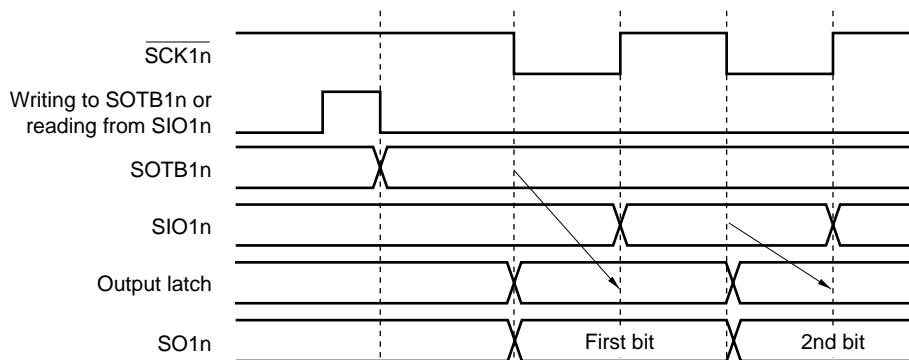 SCK1n
Writing to SOTB1n or
reading from SIO1n
SOTB1n
SIO1n
Output latch
SO1n
First bit
2nd bit